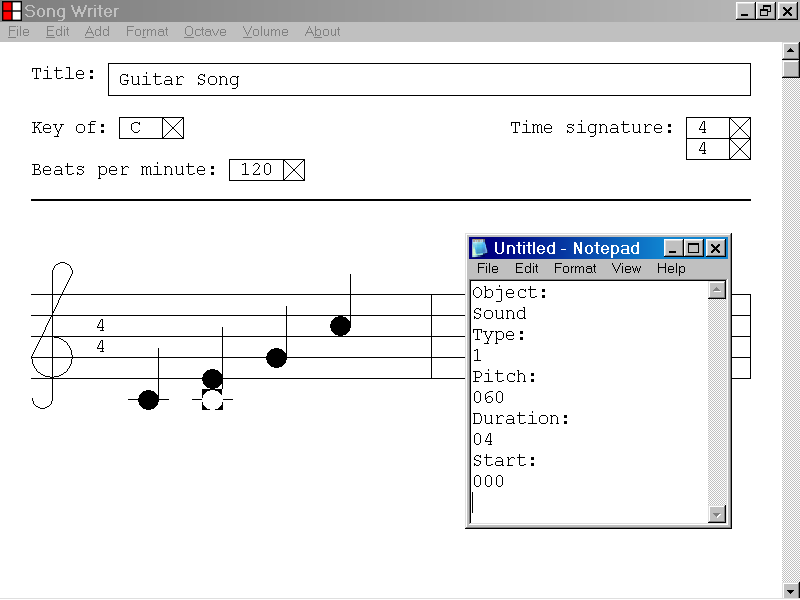 Song Writer
File Edit Add Format Octave Volume About
Title: Guitar Song
Key of: C
Time signature: 4
4
Beats per minute: 120
4
4
Untitled - Notepad
File Edit Format View Help
Object:
Sound
Type:
1
Pitch:
060
Duration:
04
Start:
000